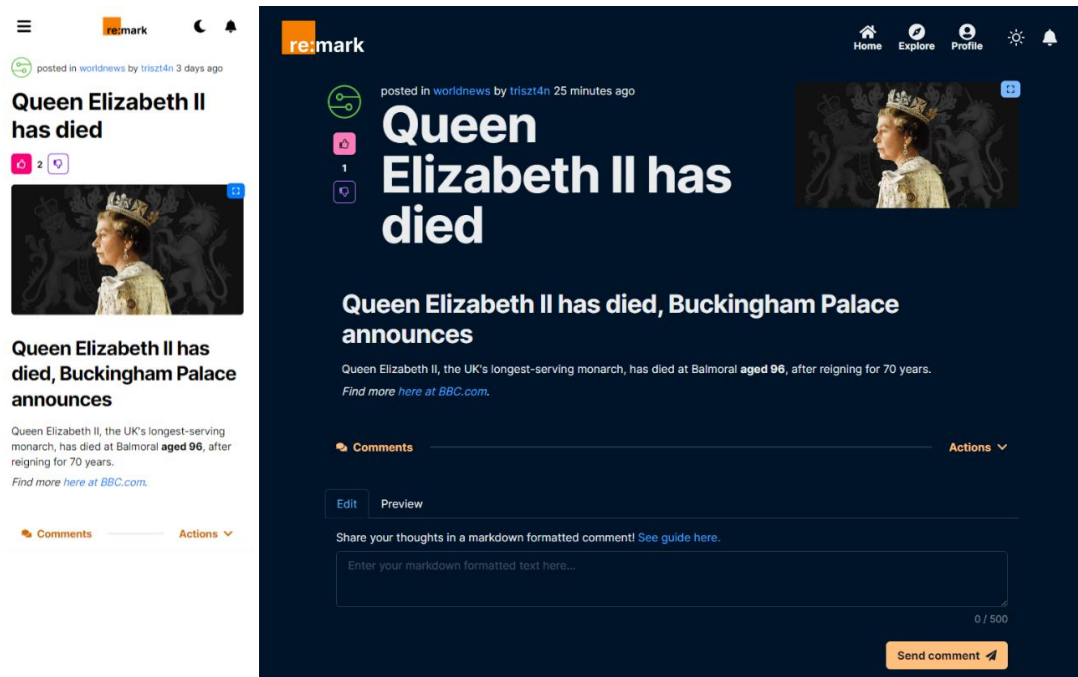 re:mark
posted in worldnews by triszt4n 3 days ago
Queen Elizabeth II
has died
2
Queen Elizabeth II has
died, Buckingham Palace
announces
Queen Elizabeth II, the UK's longest-serving
monarch, has died at Balmoral aged 96, after
reigning for 70 years.
Find more here at BBC.com.
Comments
Actions
re:mark
Home
Explore
Profile
posted in worldnews by triszt4n 25 minutes ago
Queen
Elizabeth II has
died
1
Queen Elizabeth II has died, Buckingham Palace
announces
Queen Elizabeth II, the UK's longest-serving monarch, has died at Balmoral aged 96, after reigning for 70 years.
Find more here at BBC.com.
Comments
Actions
Edit
Preview
Share your thoughts in a markdown formatted comment! See guide here.
Enter your markdown formatted text here...
0 / 500
Send comment